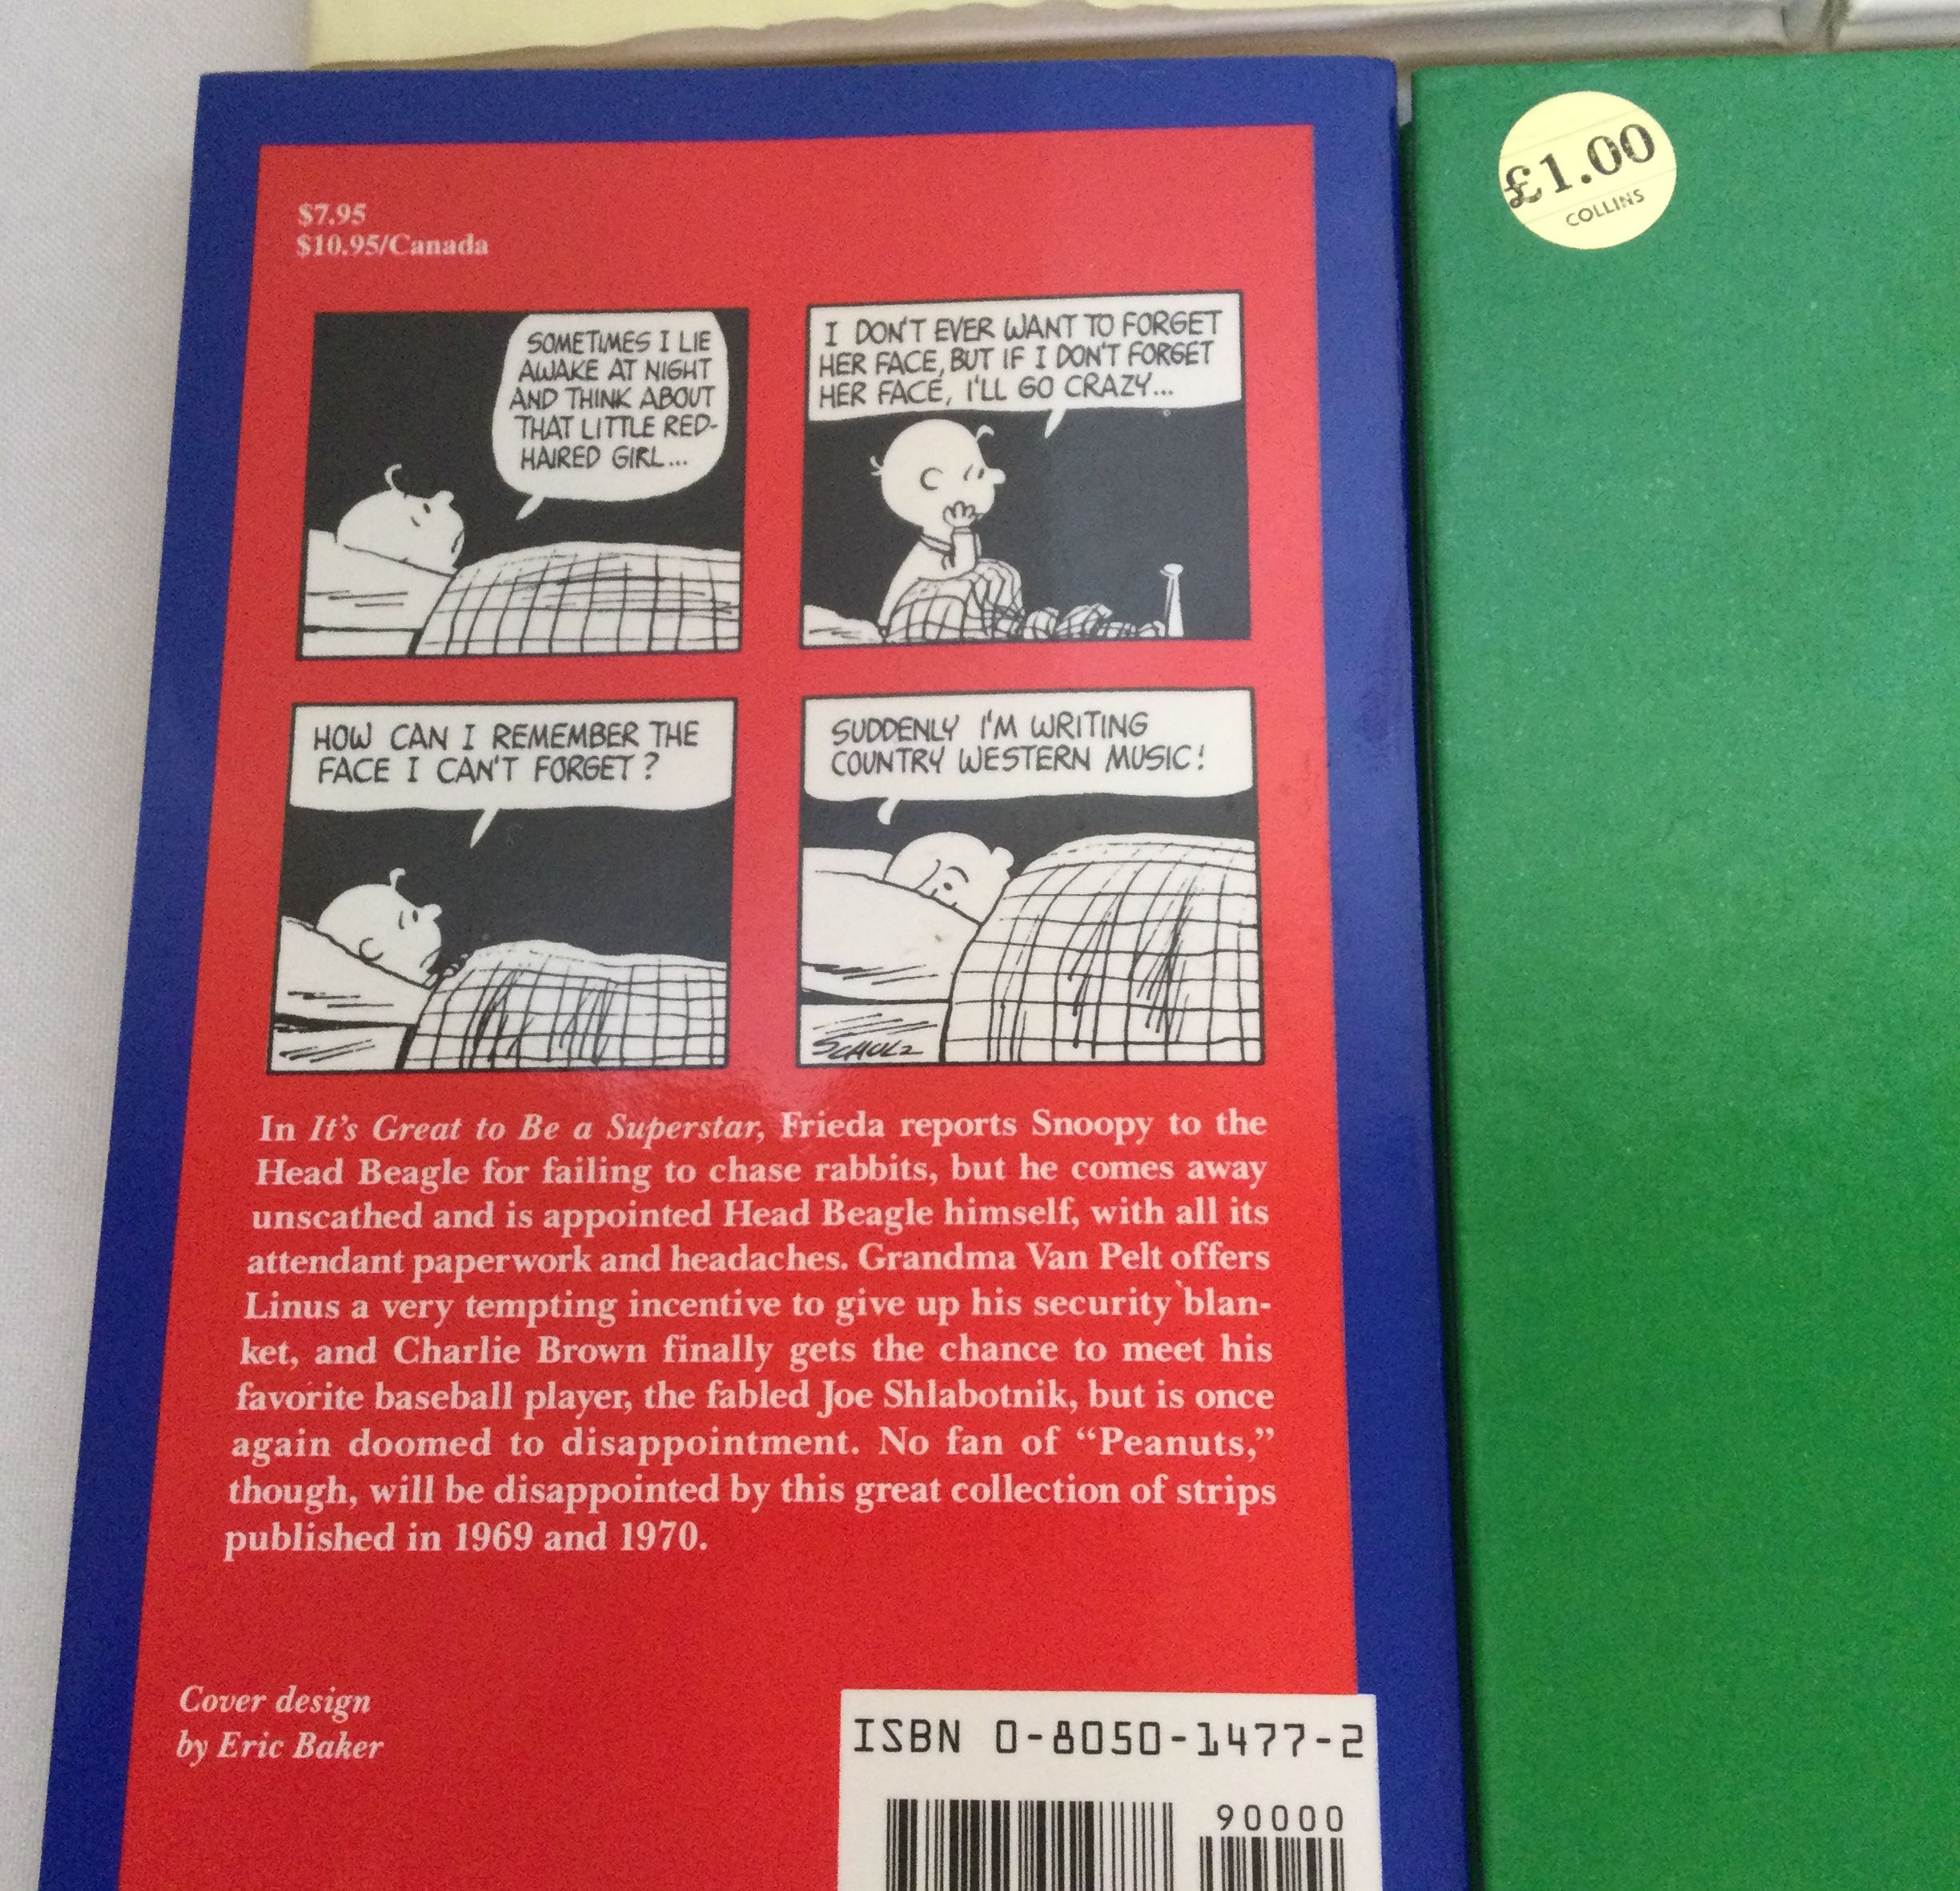 $7.95
$10.95/Canada
SOMETIMES I LIE
AWAKE AT NIGHT
AND THINK ABOUT
THAT LITTLE RED-
HAIRED GIRL...
I DON'T EVER WANT TO FORGET
HER FACE, BUT IF I DON'T FORGET
HER FACE, I'LL GO CRAZY...
HOW CAN I REMEMBER THE
FACE I CAN'T FORGET?
SUDDENLY I'M WRITING
COUNTRY WESTERN MUSIC!
SCHULZ
In It's Great to Be a Superstar, Frieda reports Snoopy to the
Head Beagle for failing to chase rabbits, but he comes away
unscathed and is appointed Head Beagle himself, with all its
attendant paperwork and headaches. Grandma Van Pelt offers
Linus a very tempting incentive to give up his security blan-
ket, and Charlie Brown finally gets the chance to meet his
favorite baseball player, the fabled Joe Shlabotnik, but is once
again doomed to disappointment. No fan of “Peanuts,”
though, will be disappointed by this great collection of strips
published in 1969 and 1970.
Cover design
by Eric Baker
ISBN 0-8050-1477-2
90000
£1.00
COLLINS